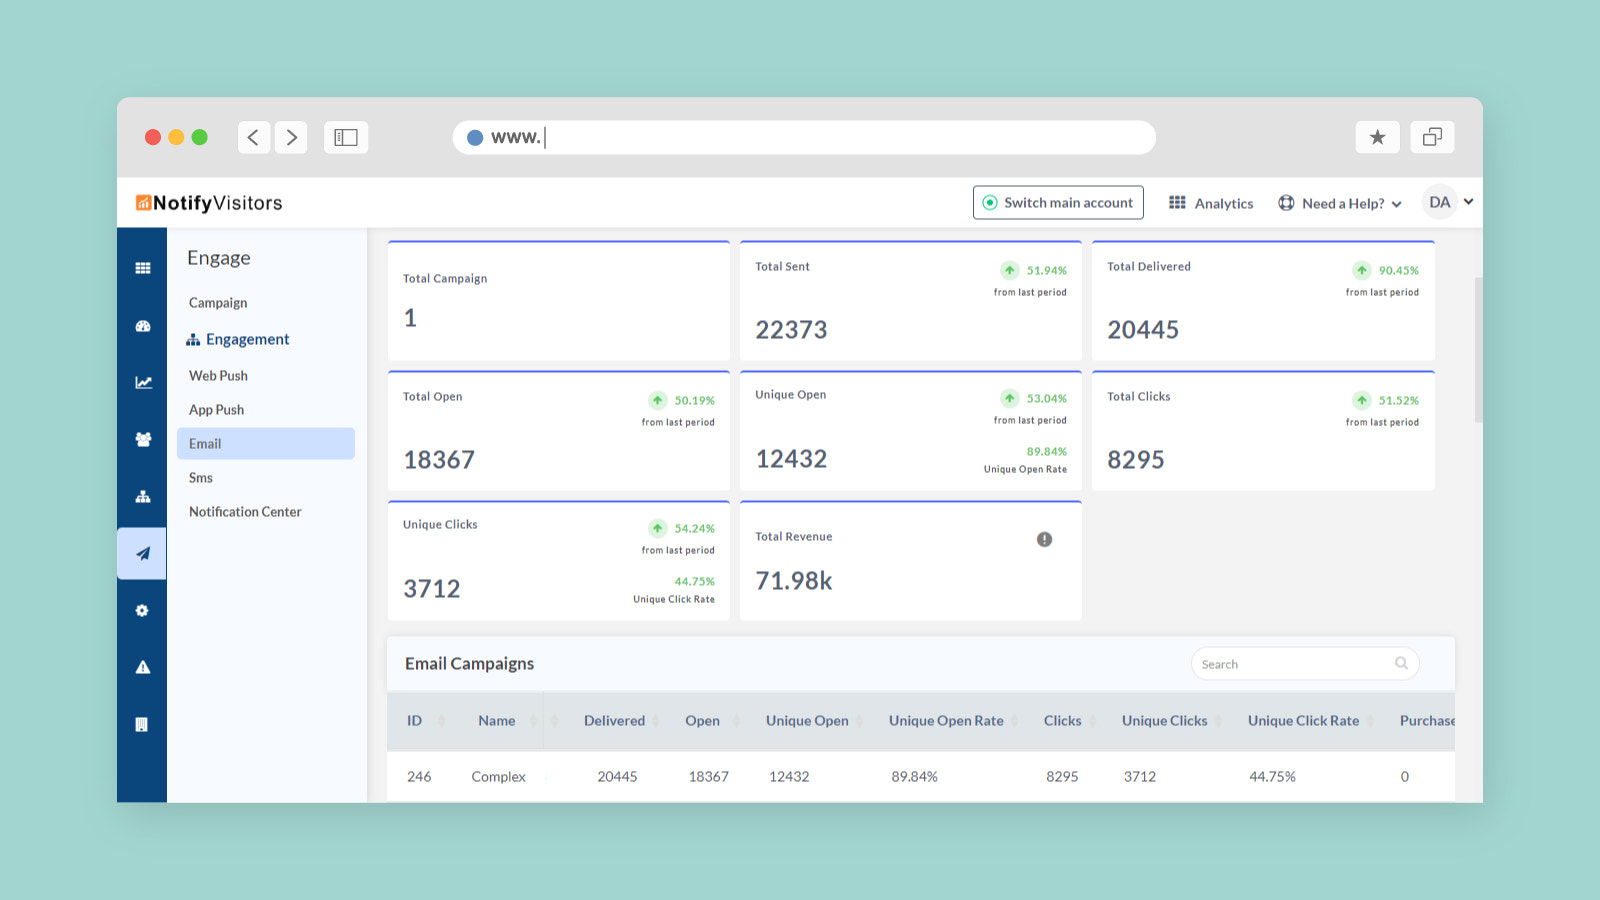 www.
NotifyVisitors
Switch main account
Analytics
Need a Help?
DA
Engage
Campaign
Engagement
Web Push
App Push
Email
Sms
Notification Center
Total Campaign
1
Total Sent
51.94%
from last period
22373
Total Delivered
90.45%
from last period
20445
Total Open
50.19%
from last period
18367
Unique Open
53.04%
from last period
12432
89.84%
Unique Open Rate
Total Clicks
51.52%
from last period
8295
Unique Clicks
54.24%
from last period
3712
44.75%
Unique Click Rate
Total Revenue
71.98k
Email Campaigns
Search
ID Name Delivered Open Unique Open Unique Open Rate Clicks Unique Clicks Unique Click Rate Purchase
246 Complex 20445 18367 12432 89.84% 8295 3712 44.75% 0